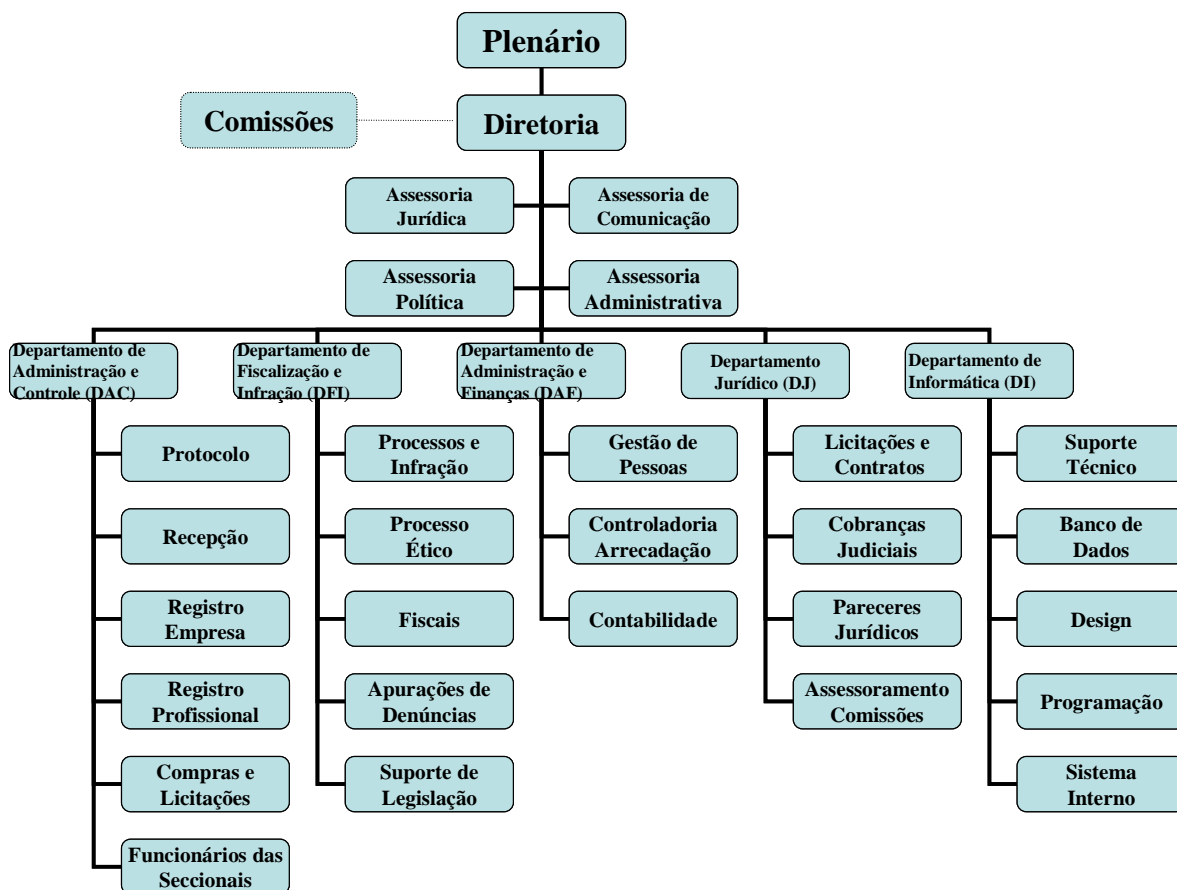 Plenário
Comissões
Diretoria
Assessoria
Jurídica
Assessoria de
Comunicação
Assessoria
Política
Assessoria
Administrativa
Departamento de
Administração e
Controle (DAC)
Departamento de
Fiscalização e
Infração (DFI)
Departamento de
Administração e
Finanças (DAF)
Departamento
Jurídico (DJ)
Departamento de
Informática (DI)
Protocolo
Recepção
Registro
Empresa
Registro
Profissional
Compras e
Licitações
Funcionários das
Seccionais
Processos e
Infração
Processo
Ético
Fiscais
Apurações de
Denúncias
Suporte de
Legislação
Gestão de
Pessoas
Controladoria
Arrecadação
Contabilidade
Licitações e
Contratos
Cobranças
Judiciais
Pareceres
Jurídicos
Assessoramento
Comissões
Suporte
Técnico
Banco de
Dados
Design
Programação
Sistema
Interno